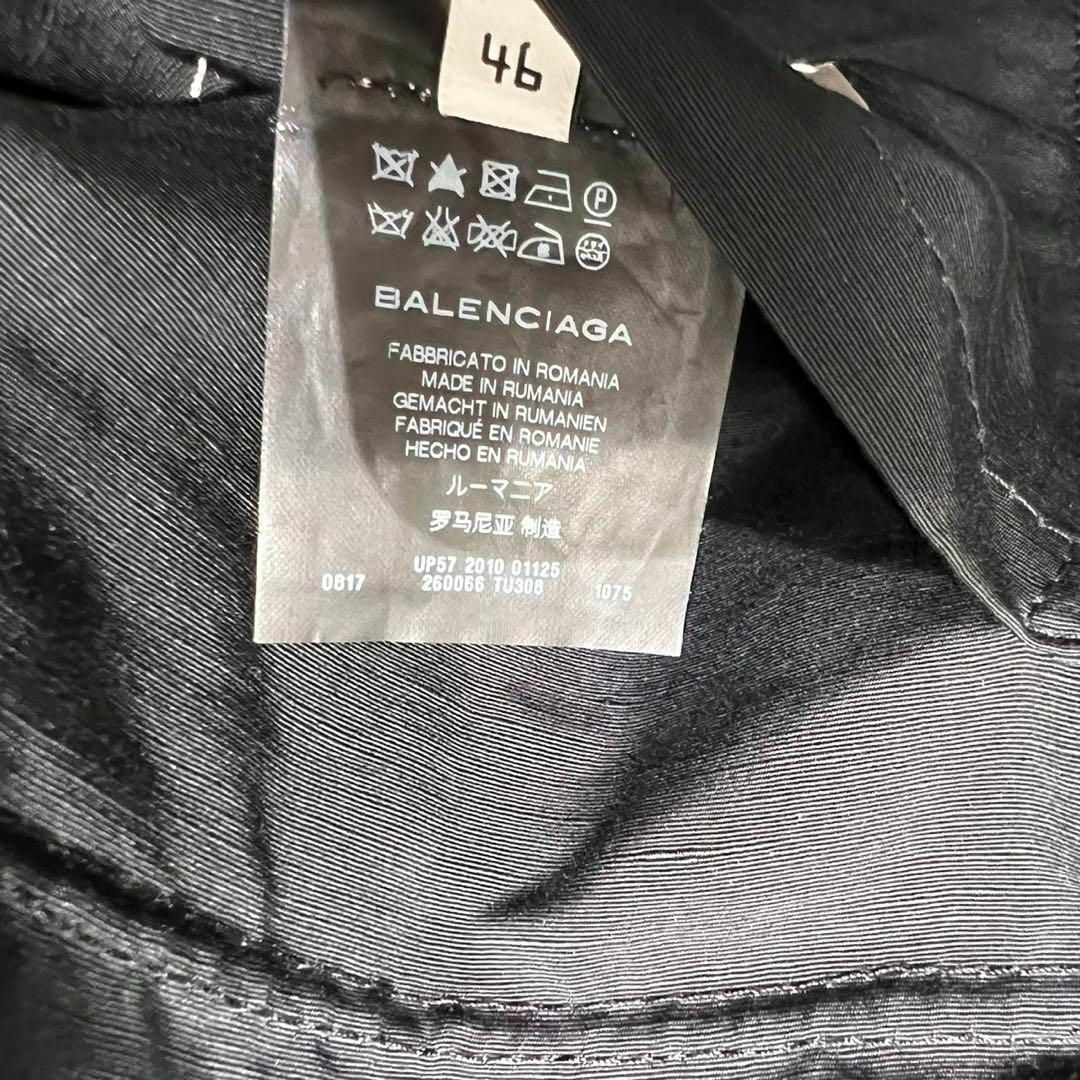 46
P
BALENCIAGA
FABBRICATO IN ROMANIA
MADE IN RUMANIA
GEMACHT IN RUMANIEN
FABRIQUÉ EN ROMANIE
HECHO EN RUMANIA
ルーマニア
罗马尼亚 制造
UP57 2010 01125
0817 260066 TU308 1075